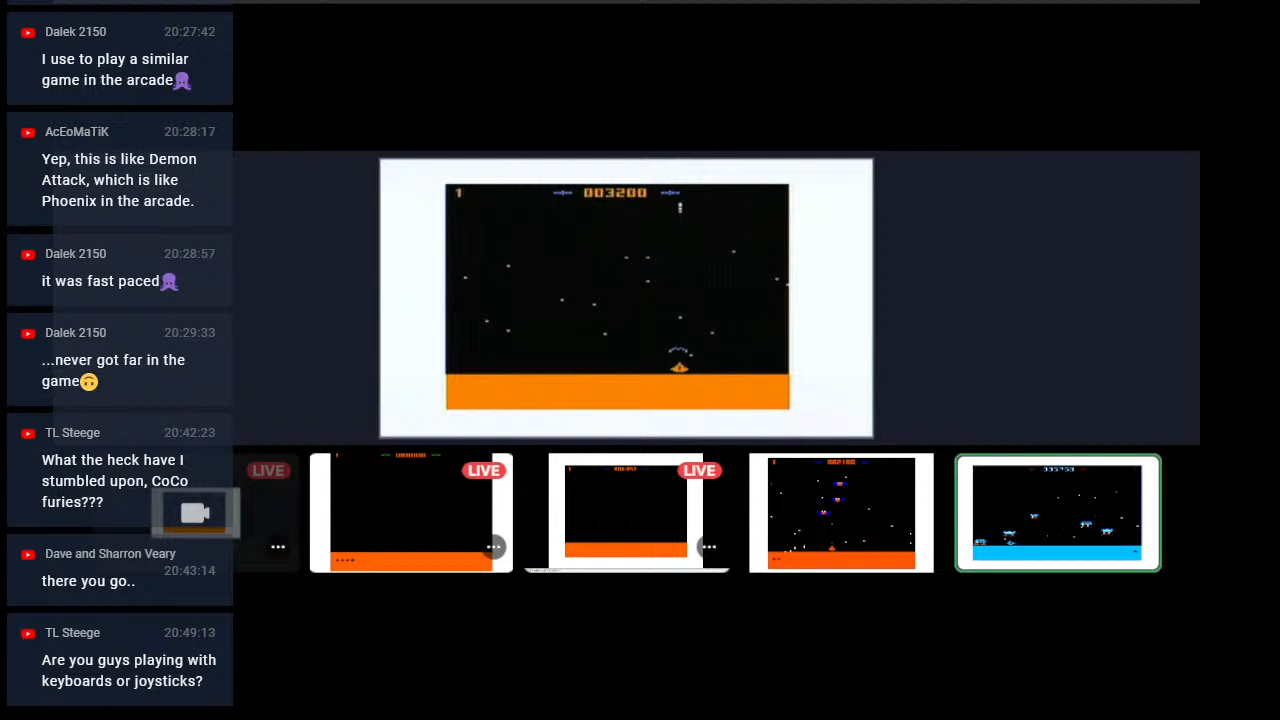 Dalek 2150 20:27:42
I use to play a similar
game in the arcade
AcEoMaTiK 20:28:17
Yep, this is like Demon
Attack, which is like
Phoenix in the arcade.
Dalek 2150 20:28:57
it was fast paced
Dalek 2150 20:29:33
...never got far in the
game
TL Steege 20:42:23
What the heck have I
stumbled upon, CoCo
furies???
Dave and Sharron Veary
20:43:14
there you go..
TL Steege 20:49:13
Are you guys playing with
keyboards or joysticks?
1 003200
LIVE
LIVE
LIVE